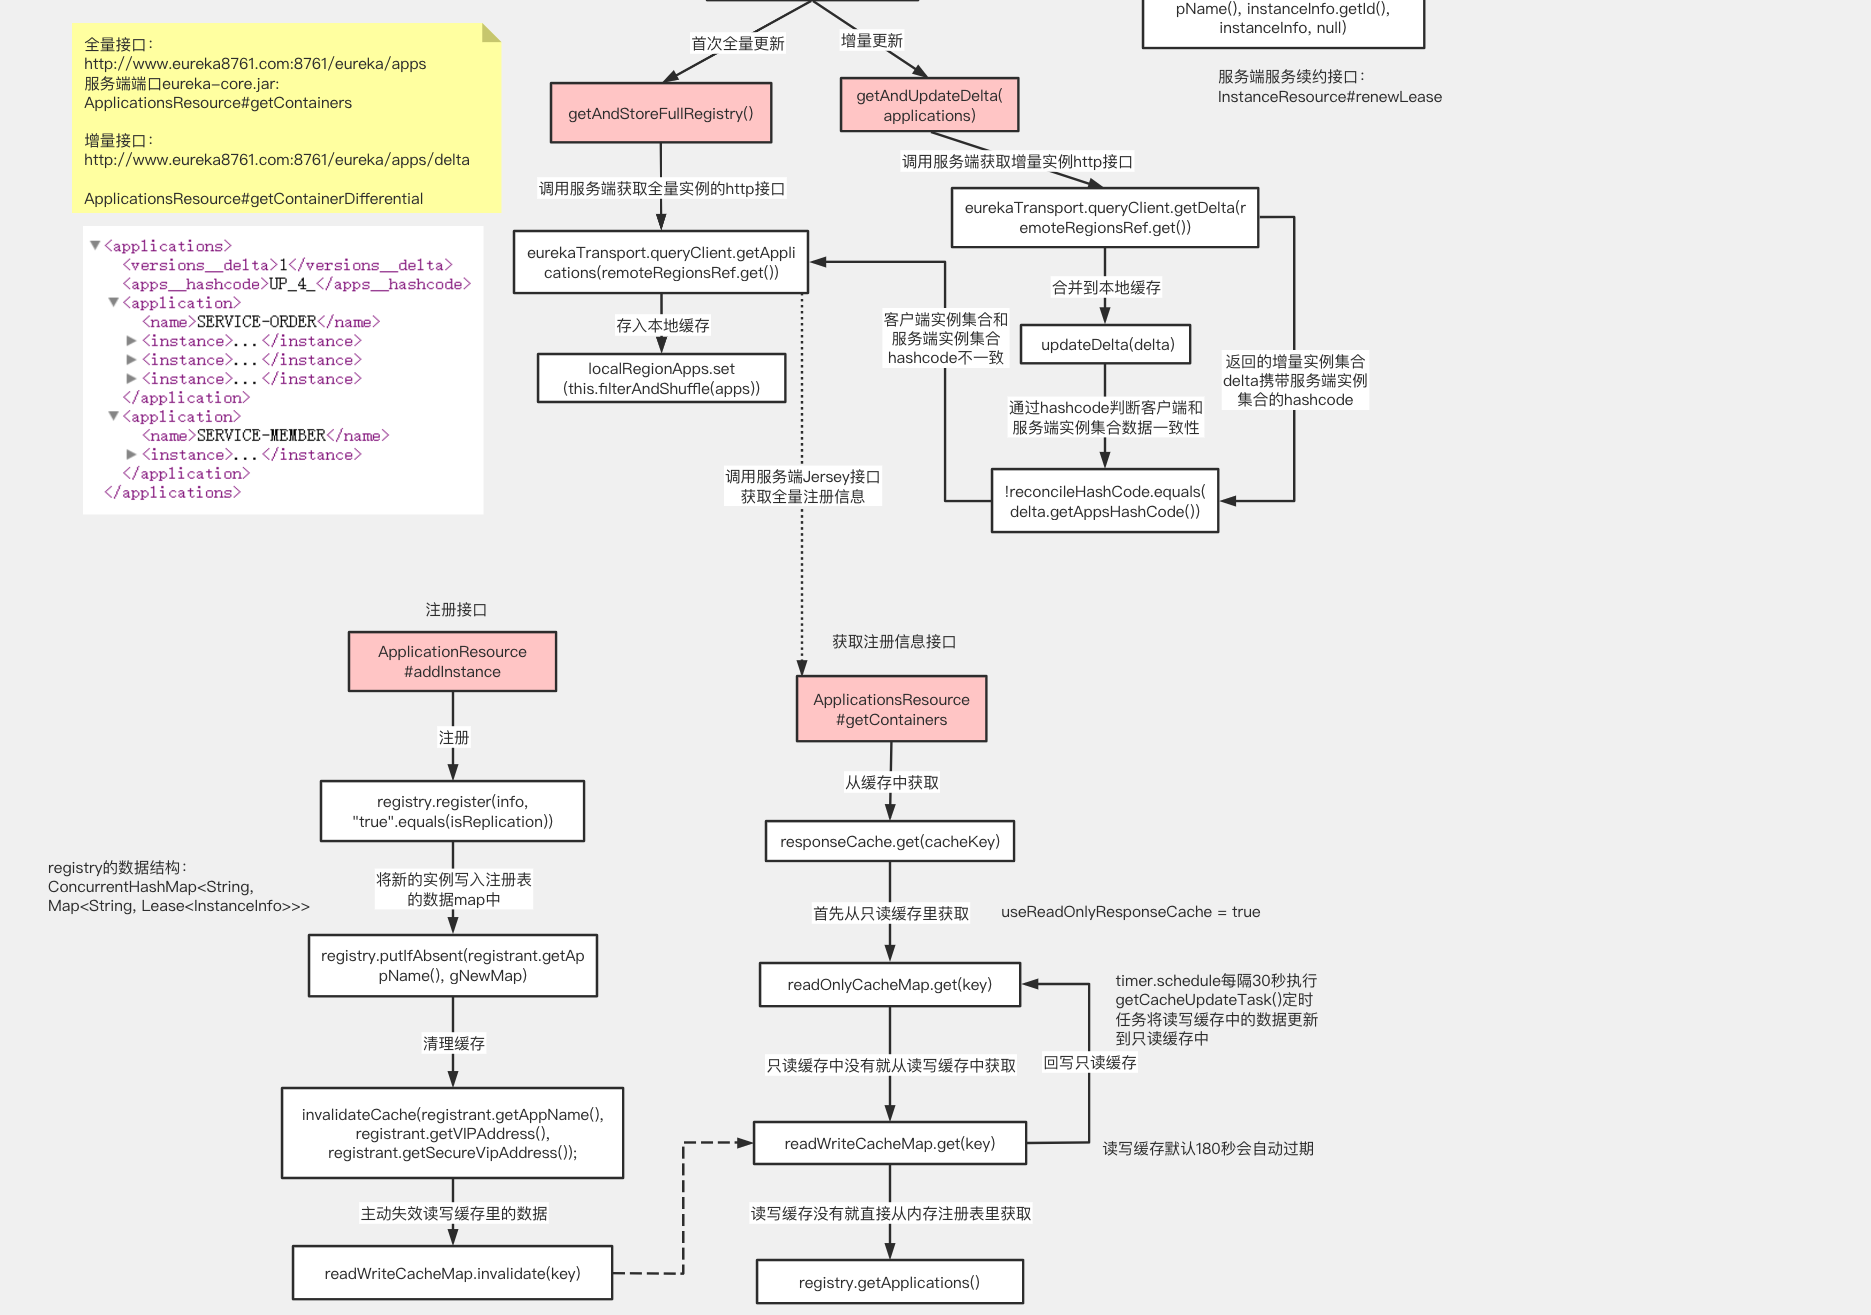 pName(), instanceInfo.getId(),
instanceInfo, null)
服务端服务续约接口：
InstanceResource#renewLease
全量接口：
http://www.eureka8761.com:8761/eureka/apps
服务端端口eureka-core.jar:
ApplicationsResource#getContainers
增量接口：
http://www.eureka8761.com:8761/eureka/apps/delta
ApplicationsResource#getContainerDifferential
<applications>
<versions__delta>1</versions__delta>
<apps__hashcode>UP_4_</apps__hashcode>
<application>
<name>SERVICE-ORDER</name>
<instance>...</instance>
<instance>...</instance>
<instance>...</instance>
</application>
<application>
<name>SERVICE-MEMBER</name>
<instance>...</instance>
</application>
</applications>
首次全量更新
增量更新
getAndStoreFullRegistry()
getAndUpdateDelta(
applications)
调用服务端获取全量实例的http接口
调用服务端获取增量实例http接口
eurekaTransport.queryClient.getAppli
cations(remoteRegionsRef.get())
eurekaTransport.queryClient.getDelta(r
emoteRegionsRef.get())
存入本地缓存
localRegionApps.set
(this.filterAndShuffle(apps))
合并到本地缓存
客户端实例集合和
服务端实例集合
hashcode不一致
updateDelta(delta)
返回的增量实例集合
delta携带服务端实例
集合的hashcode
通过hashcode判断客户端和
服务端实例集合数据一致性
!reconcileHashCode.equals(
delta.getAppsHashCode())
调用服务端Jersey接口
获取全量注册信息
注册接口
ApplicationResource
#addInstance
注册
registry.register(info,
"true".equals(isReplication))
registry的数据结构：
ConcurrentHashMap<String,
Map<String, Lease<InstanceInfo>>>
将新的实例写入注册表
的数据map中
registry.putIfAbsent(registrant.getAp
pName(), gNewMap)
清理缓存
invalidateCache(registrant.getAppName(),
registrant.getVIPAddress(),
registrant.getSecureVipAddress());
主动失效读写缓存里的数据
readWriteCacheMap.invalidate(key)
获取注册信息接口
ApplicationsResource
#getContainers
从缓存中获取
responseCache.get(cacheKey)
首先从只读缓存里获取
useReadOnlyResponseCache = true
readOnlyCacheMap.get(key)
timer.schedule每隔30秒执行
getCacheUpdateTask()定时
任务将读写缓存中的数据更新
到只读缓存中
只读缓存中没有就从读写缓存中获取
回写只读缓存
readWriteCacheMap.get(key)
读写缓存默认180秒会自动过期
读写缓存没有就直接从内存注册表里获取
registry.getApplications()